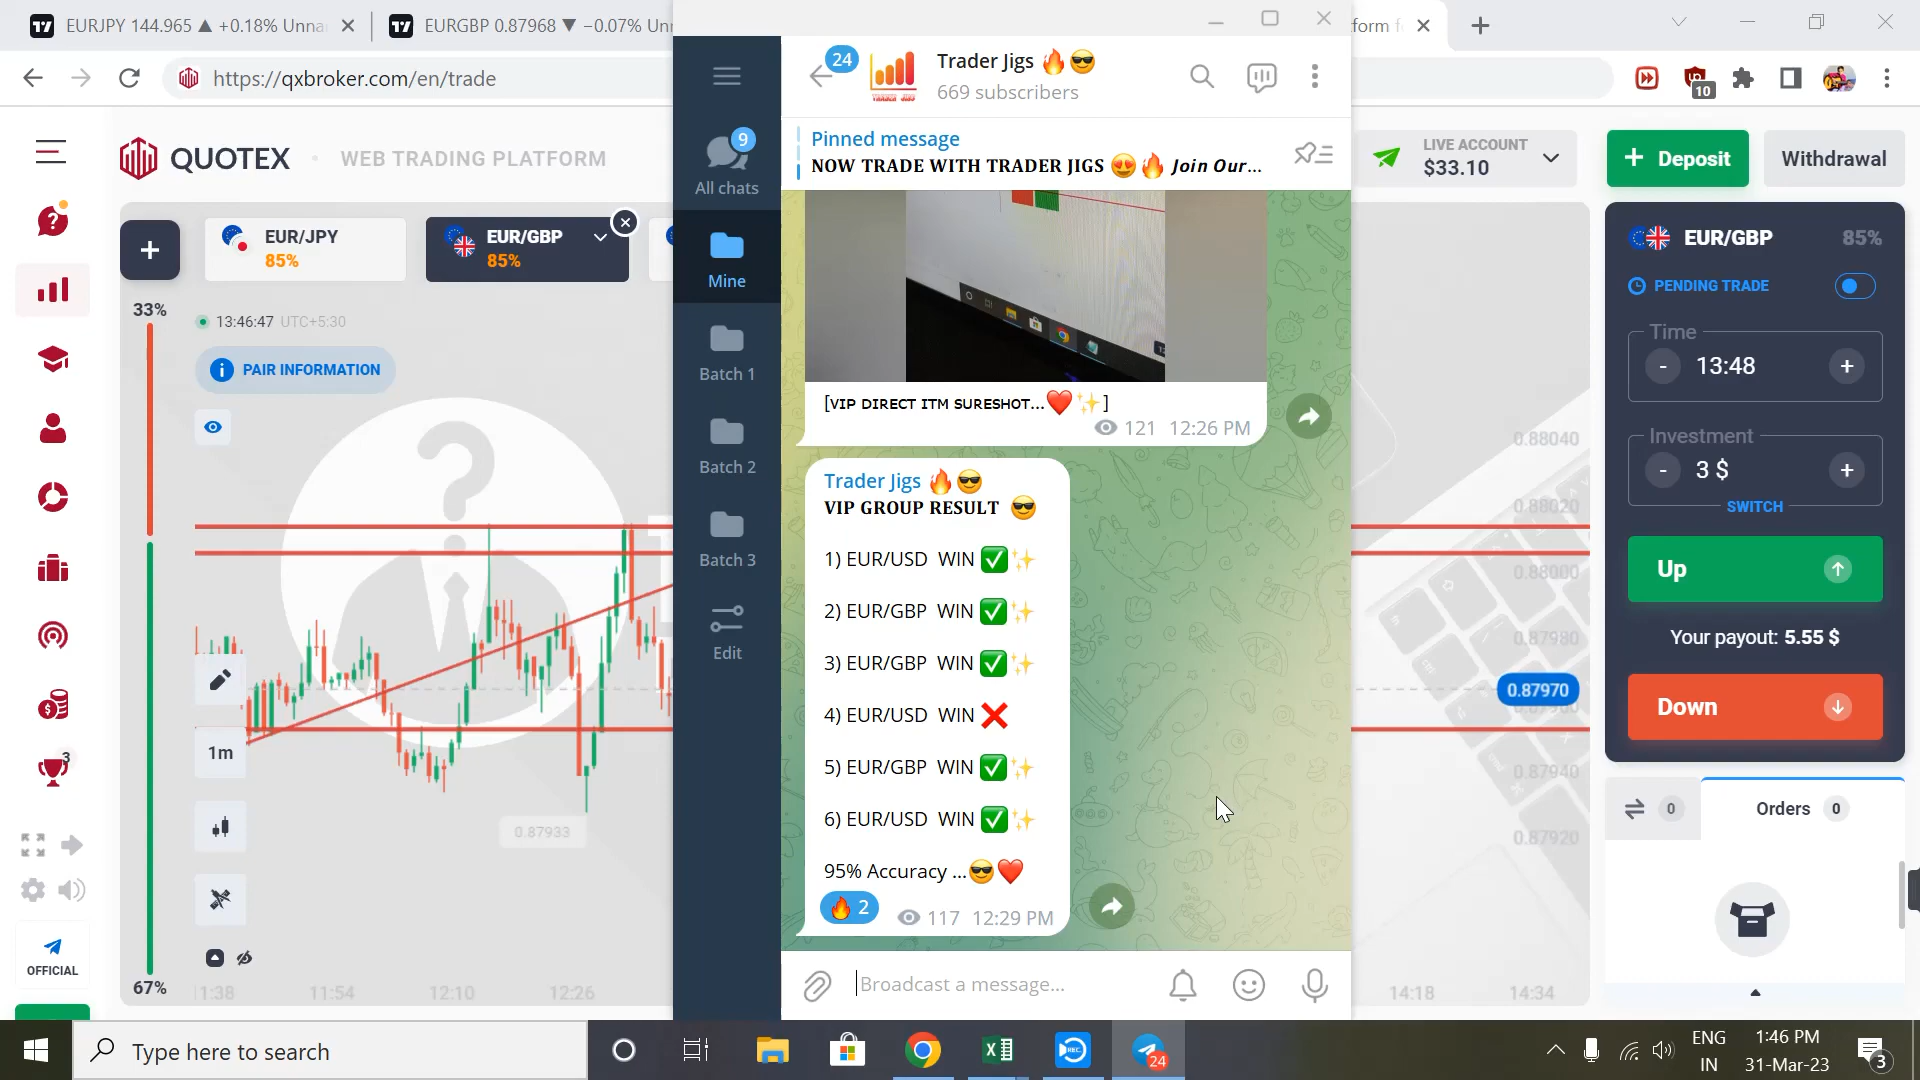 EURJPY 144.965 ▲ +0.18% Unna
EURGBP 0.87968 ▼ −0.07% Un
form f
https://qxbroker.com/en/trade
10
QUOTEX
WEB TRADING PLATFORM
LIVE ACCOUNT
$33.10
+ Deposit
Withdrawal
EUR/JPY
85%
EUR/GBP
85%
33%
13:46:47 UTC+5:30
PAIR INFORMATION
1m
3
OFFICIAL
67%
0.87933
11:38
11:54
12:10
12:26
24
Trader Jigs 🔥😎
669 subscribers
Pinned message
NOW TRADE WITH TRADER JIGS 😍🔥 Join Our...
9
All chats
Mine
Batch 1
Batch 2
Batch 3
Edit
[VIP DIRECT ITM SURESHOT...❤️✨]
121 12:26 PM
Trader Jigs 🔥😎
VIP GROUP RESULT 😎
1) EUR/USD WIN ✅✨
2) EUR/GBP WIN ✅✨
3) EUR/GBP WIN ✅✨
4) EUR/USD WIN ❌
5) EUR/GBP WIN ✅✨
6) EUR/USD WIN ✅✨
95% Accuracy ...😎❤️
🔥 2
117 12:29 PM
Broadcast a message...
0.88040
0.88020
0.88000
0.87980
0.87970
0.87940
0.87920
14:18
14:34
EUR/GBP 85%
PENDING TRADE
Time
- 13:48 +
Investment
- 3 $ +
SWITCH
Up
Your payout: 5.55 $
Down
0
Orders 0
Type here to search
24
ENG
IN
1:46 PM
31-Mar-23
3